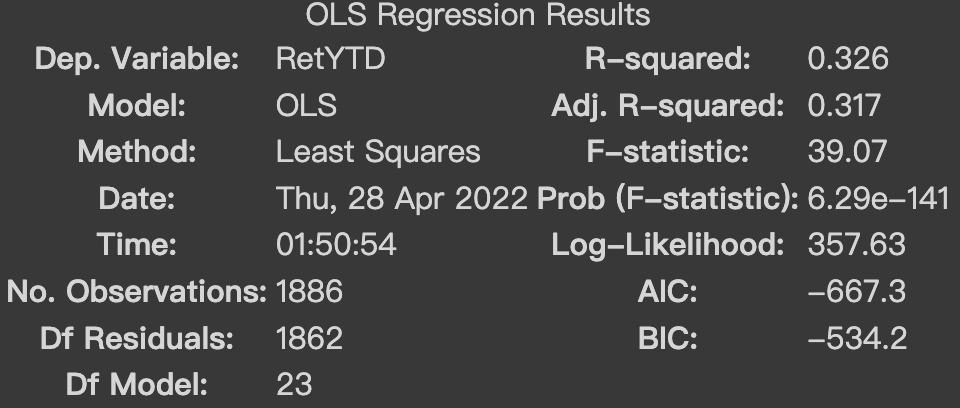 OLS Regression Results
Dep. Variable: RetYTD R-squared: 0.326
Model: OLS Adj. R-squared: 0.317
Method: Least Squares F-statistic: 39.07
Date: Thu, 28 Apr 2022 Prob (F-statistic): 6.29e-141
Time: 01:50:54 Log-Likelihood: 357.63
No. Observations: 1886 AIC: -667.3
Df Residuals: 1862 BIC: -534.2
Df Model: 23